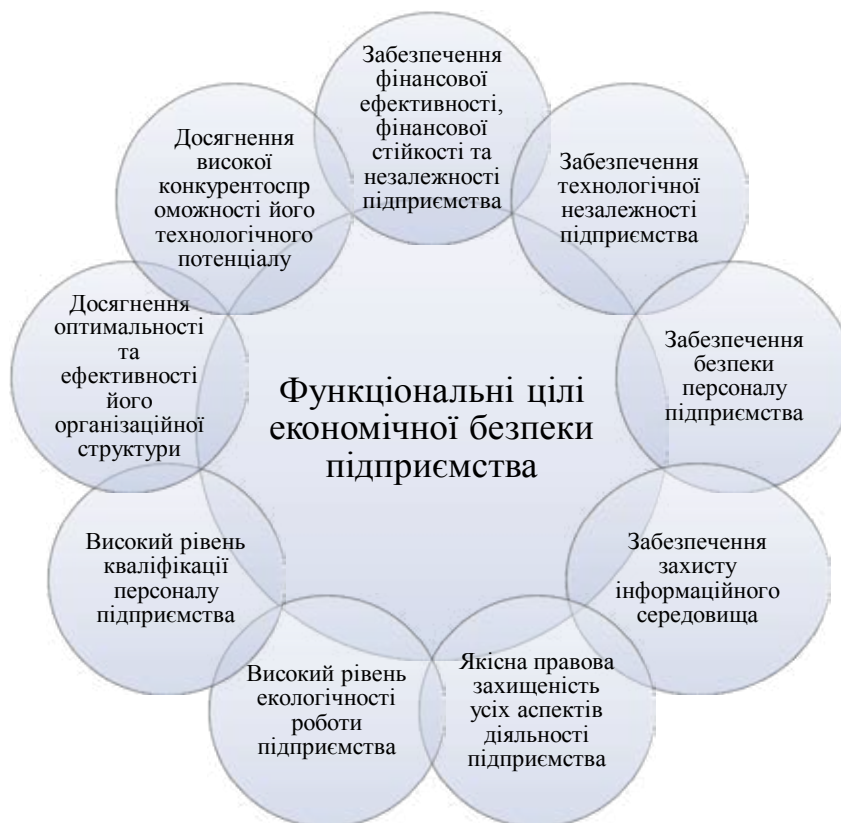 Забезпечення
фінансової
ефективності,
фінансової
стійкості та
незалежності
підприємства
Забезпечення
технологічної
незалежності
підприємства
Забезпечення
безпеки
персоналу
підприємства
Забезпечення
захисту
інформаційного
середовища
Якісна правова
захищеність
усіх аспектів
діяльності
підприємства
Високий рівень
екологічності
роботи
підприємства
Високий рівень
кваліфікації
персоналу
підприємства
Досягнення
оптимальності
та
ефективності
його
організаційної
структури
Досягнення
високої
конкурентоспр
оможності його
технологічного
потенціалу
Функціональні цілі
економічної безпеки
підприємства